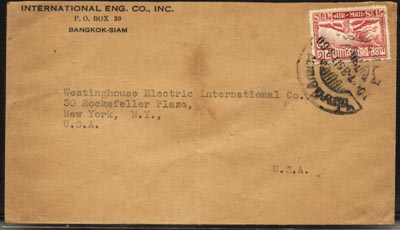 INTERNATIONAL ENG. CO., INC.
P. O. BOX 39
BANGKOK-SIAM
SIAM AIR-MAIL SIAM
Westinghouse Electric International Co.,
30 Rockefeller Plaza,
New York, N.Y.,
U.S.A.
U.S.A.